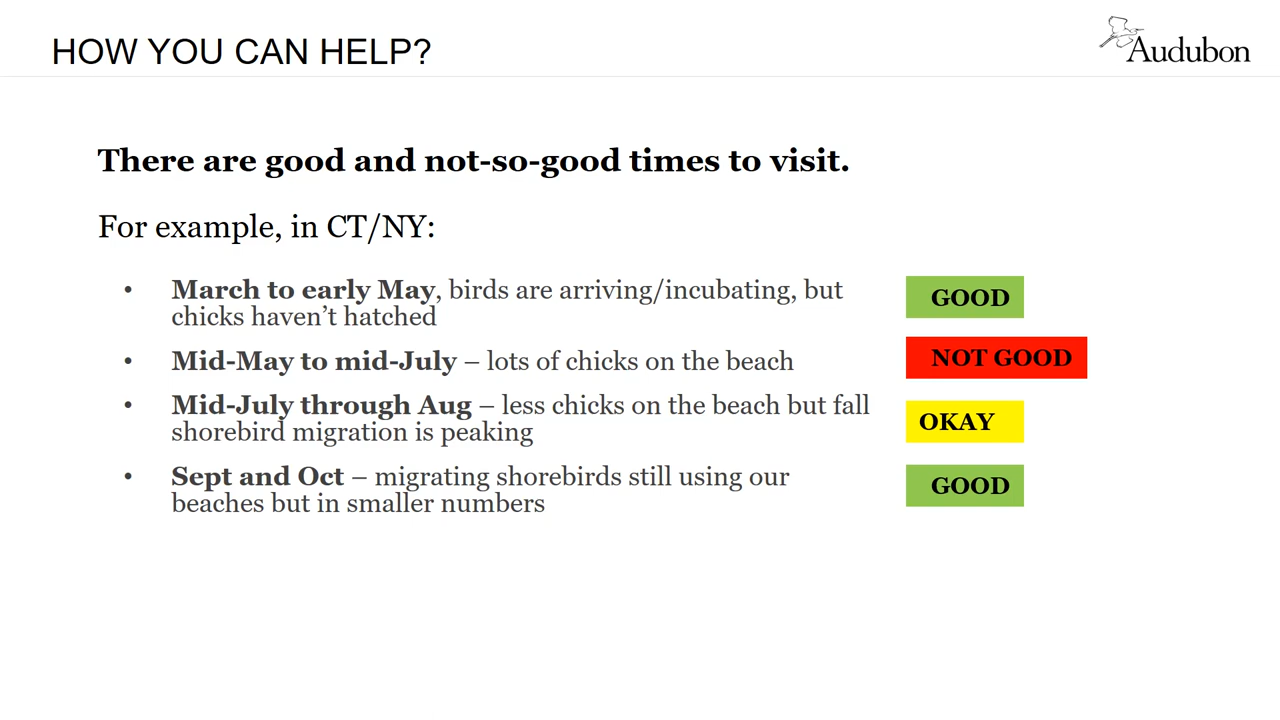 HOW YOU CAN HELP?
Audubon
There are good and not-so-good times to visit.
For example, in CT/NY:
• March to early May, birds are arriving/incubating, but
chicks haven’t hatched
GOOD
• Mid-May to mid-July – lots of chicks on the beach
NOT GOOD
• Mid-July through Aug – less chicks on the beach but fall
shorebird migration is peaking
OKAY
• Sept and Oct – migrating shorebirds still using our
beaches but in smaller numbers
GOOD